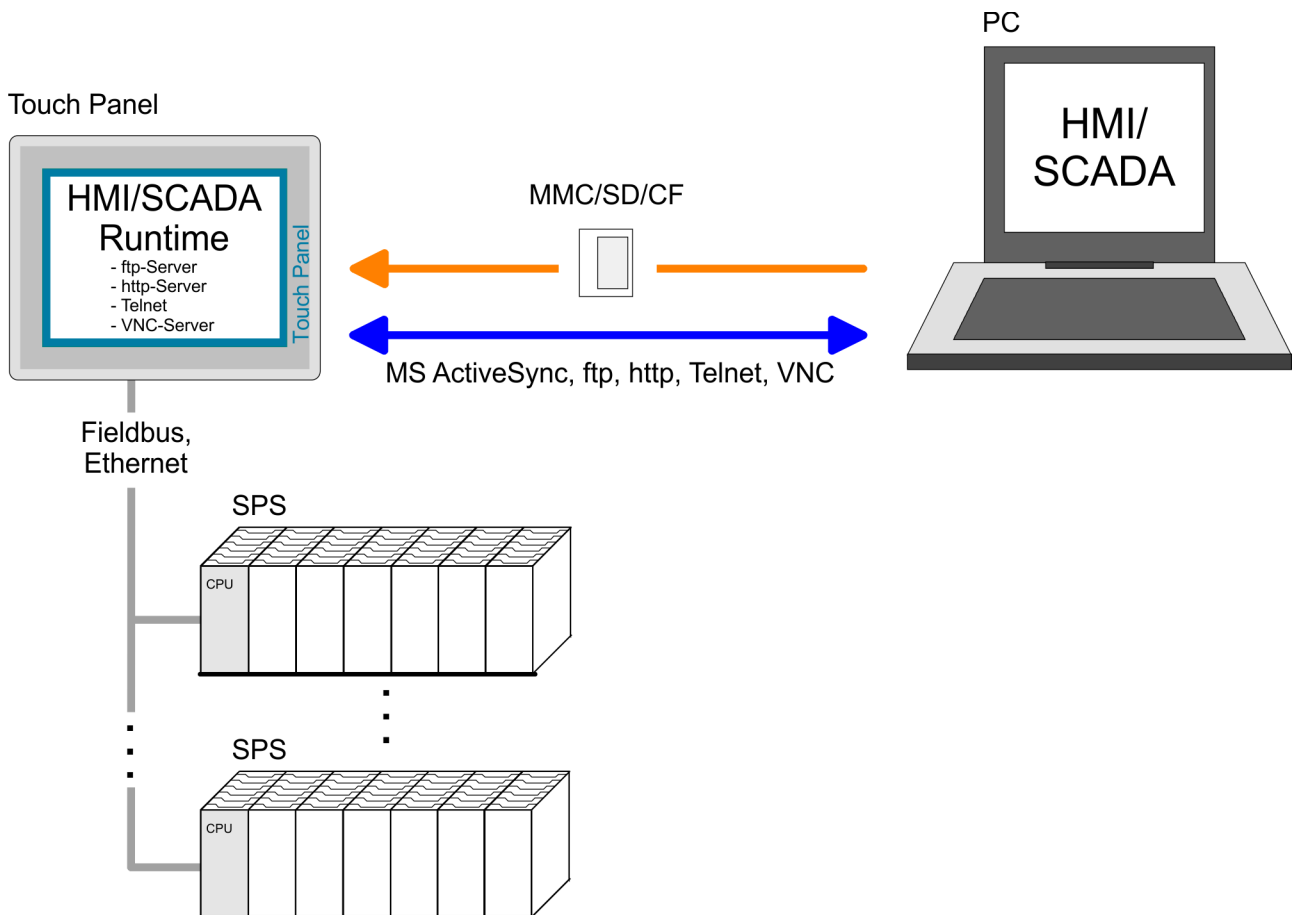 PC
Touch Panel
HMI/
SCADA
HMI/SCADA
Runtime
- ftp-Server
- http-Server
- Telnet
- VNC-Server
Touch Panel
MMC/SD/CF
MS ActiveSync, ftp, http, Telnet, VNC
Fieldbus,
Ethernet
SPS
CPU
SPS
CPU